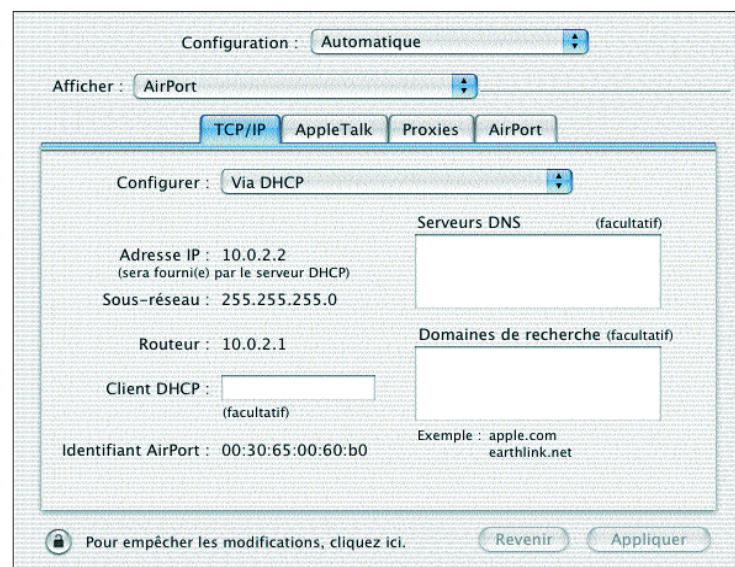 Configuration : Automatique
Afficher : AirPort
TCP/IP AppleTalk Proxies AirPort
Configurer : Via DHCP
Serveurs DNS (facultatif)
Adresse IP : 10.0.2.2
(sera fourni(e) par le serveur DHCP)
Sous-réseau : 255.255.255.0
Domaines de recherche (facultatif)
Routeur : 10.0.2.1
Client DHCP :
(facultatif)
Exemple : apple.com
earthlink.net
Identifiant AirPort : 00:30:65:00:60:b0
Pour empêcher les modifications, cliquez ici.
Revenir Appliquer